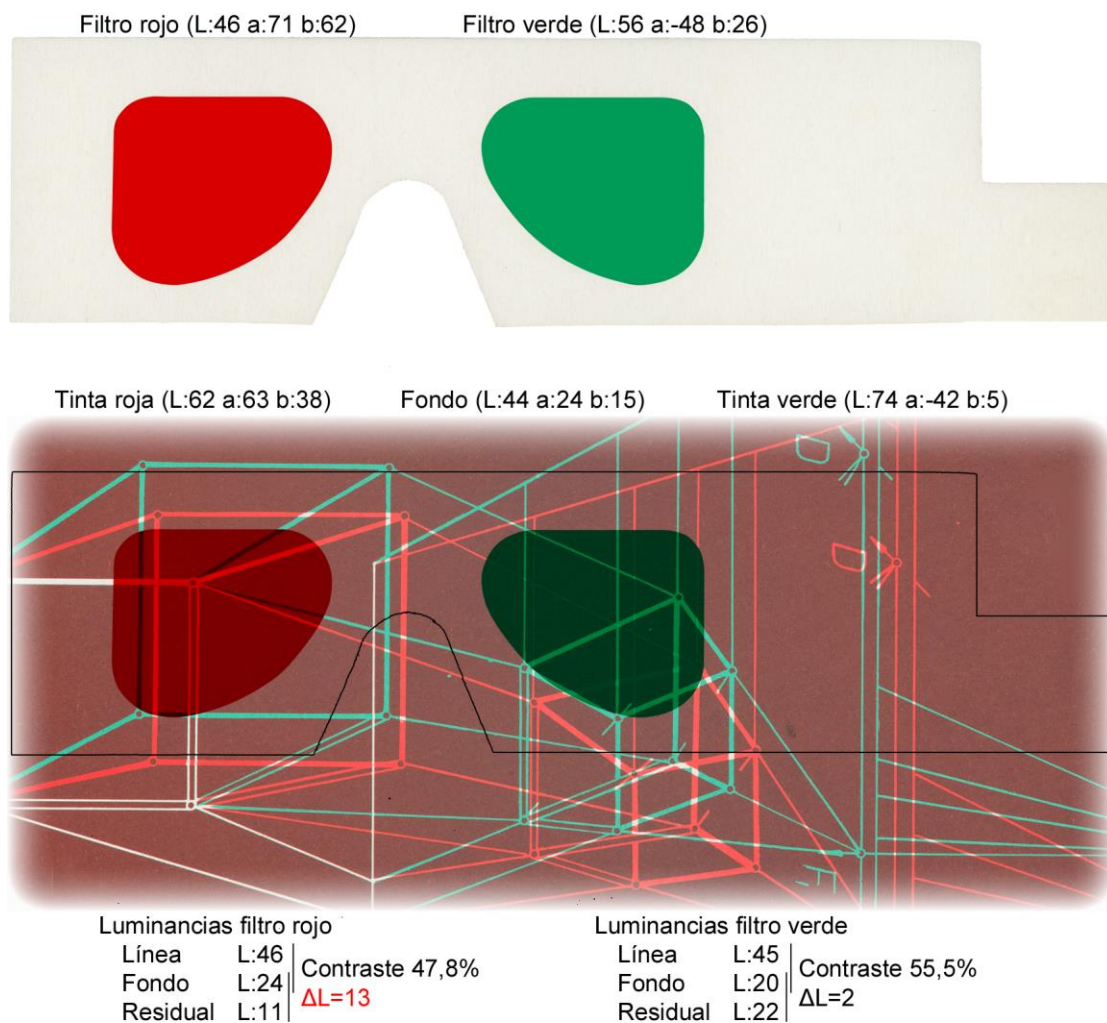 Filtro rojo (L:46 a:71 b:62) Filtro verde (L:56 a:-48 b:26)
Tinta roja (L:62 a:63 b:38) Fondo (L:44 a:24 b:15) Tinta verde (L:74 a:-42 b:5)
Luminancias filtro rojo
Línea L:46
Fondo L:24
Residual L:11
Contraste 47,8%
ΔL=13
Luminancias filtro verde
Línea L:45
Fondo L:20
Residual L:22
Contraste 55,5%
ΔL=2